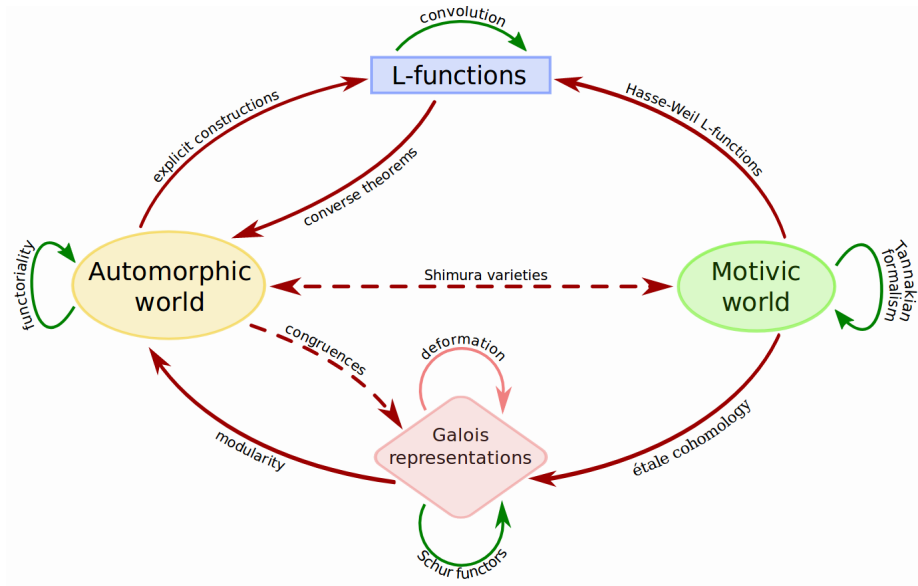 convolution
L-functions
explicit constructions
Hasse-Weil L-functions
converse theorems
functoriality
Automorphic
world
Shimura varieties
Motivic
world
Tannakian
formalism
congruences
deformation
Galois
representations
modularity
étale cohomology
Schur functors